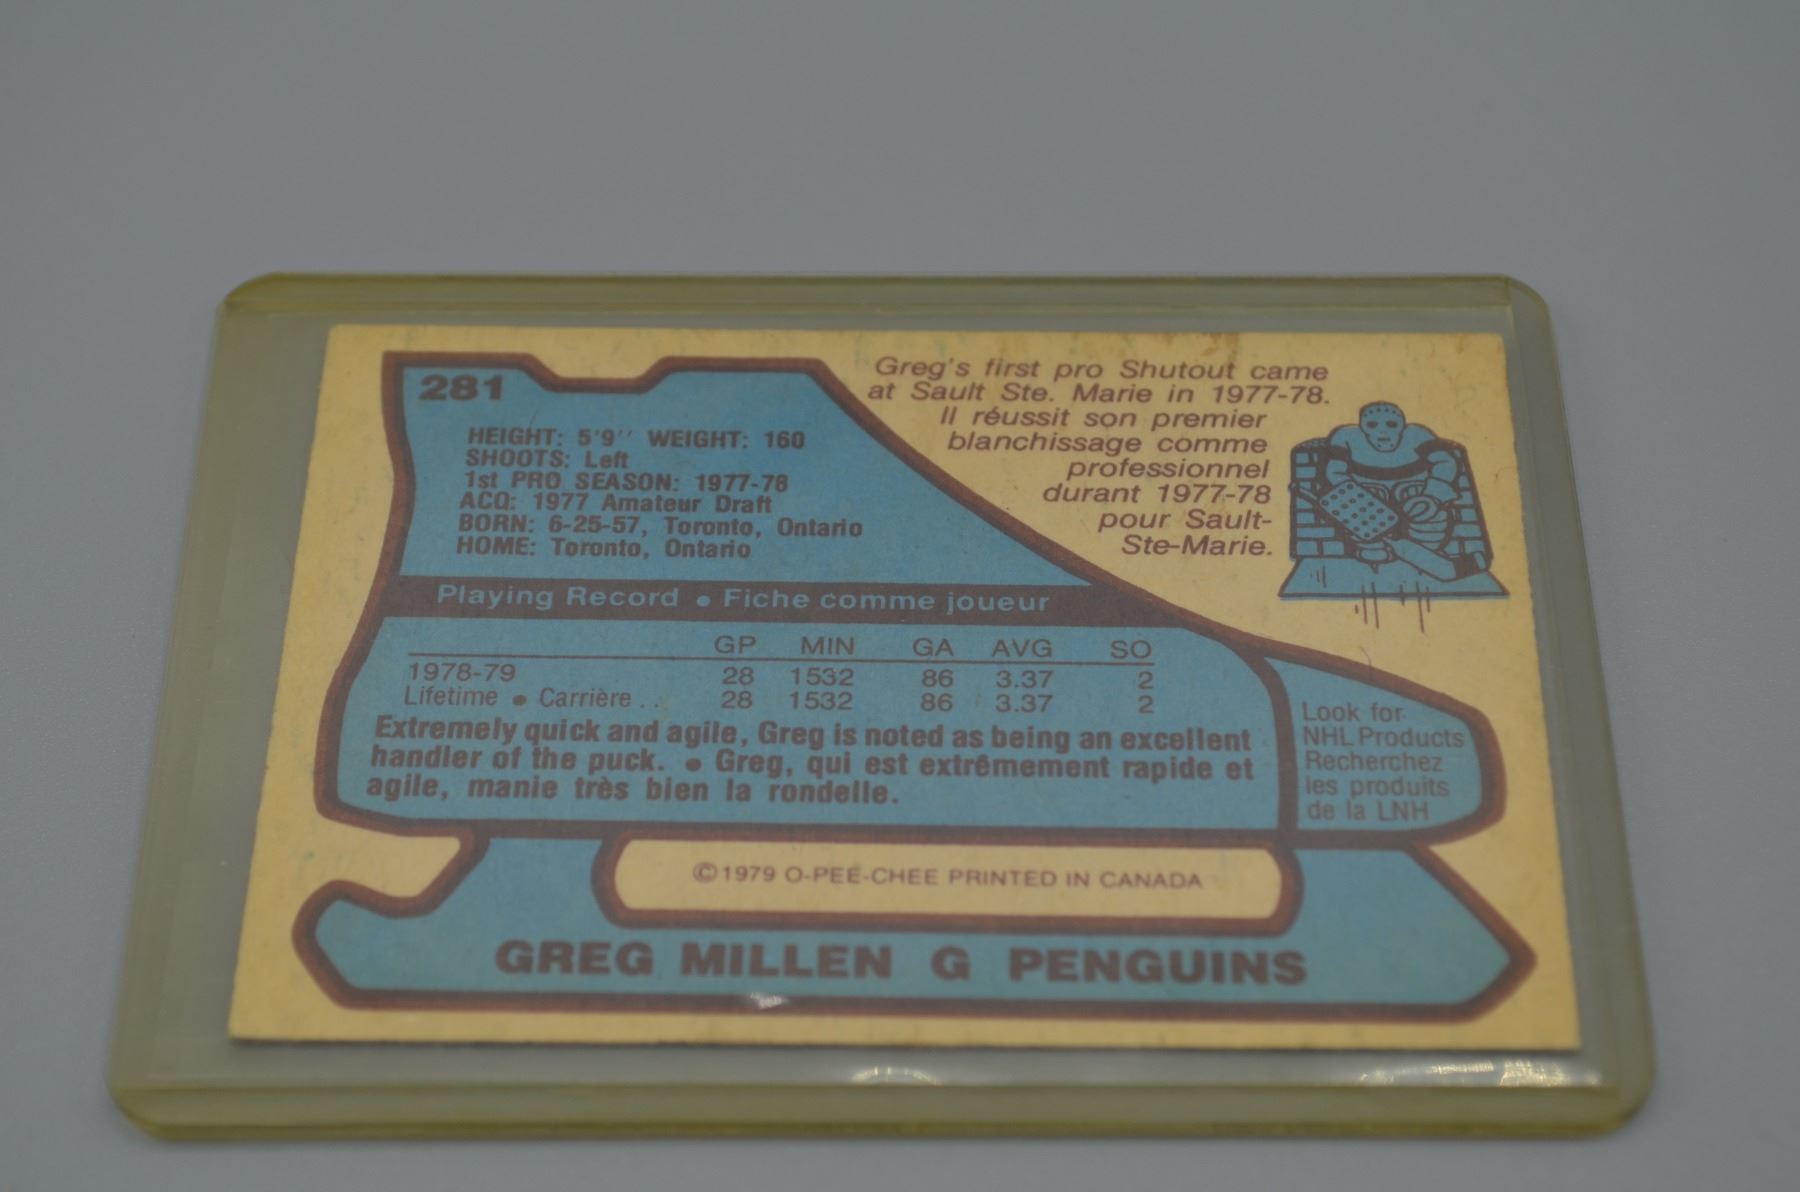 281
HEIGHT: 5'9'' WEIGHT: 160
SHOOTS: Left
1st PRO SEASON: 1977-78
ACQ: 1977 Amateur Draft
BORN: 6-25-57, Toronto, Ontario
HOME: Toronto, Ontario
Greg's first pro Shutout came
at Sault Ste. Marie in 1977-78.
Il réussit son premier
blanchissage comme
professionnel
durant 1977-78
pour Sault-
Ste-Marie.
Playing Record • Fiche comme joueur
GP MIN GA AVG SO
1978-79 28 1532 86 3.37 2
Lifetime • Carrière . . 28 1532 86 3.37 2
Extremely quick and agile, Greg is noted as being an excellent
handler of the puck. • Greg, qui est extrêmement rapide et
agile, manie très bien la rondelle.
Look for
NHL Products
Recherchez
les produits
de la LNH
©1979 O-PEE-CHEE PRINTED IN CANADA
GREG MILLEN G PENGUINS